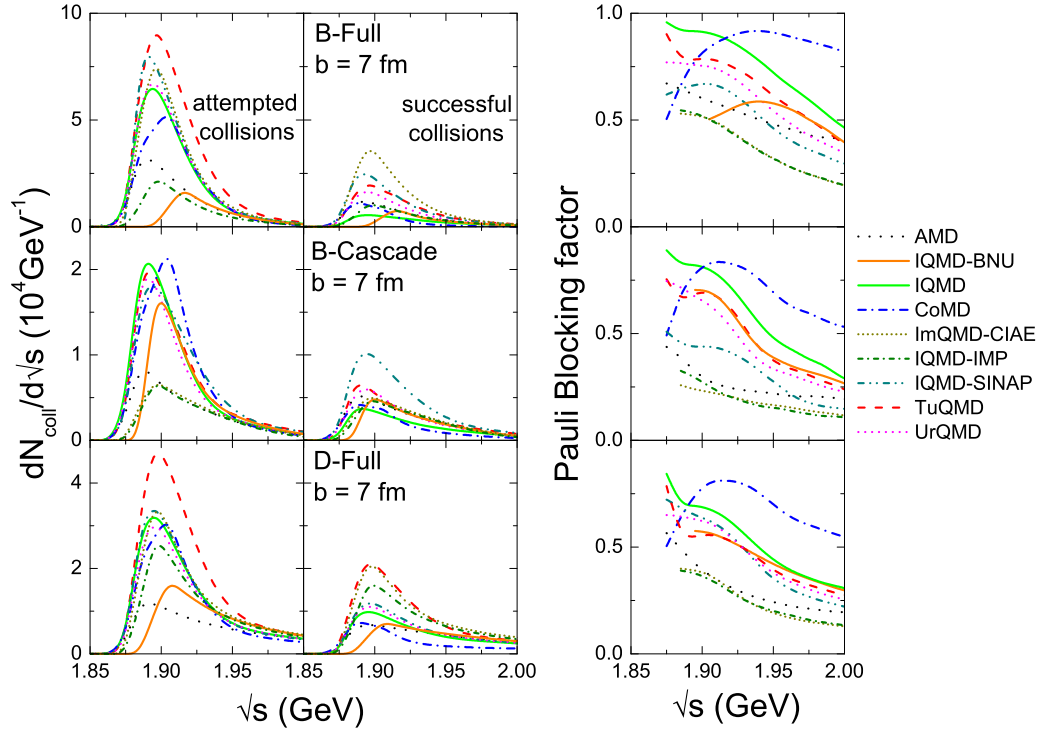 10
5
0
dN_coll/d√s (10^4GeV^-1)
2
1
0
4
3
2
1
0
attempted
collisions
B-Full
b = 7 fm
successful
collisions
B-Cascade
b = 7 fm
D-Full
b = 7 fm
1.85
1.90
1.95
1.85
1.90
1.95
2.00
√s (GeV)
√s (GeV)
Pauli Blocking factor
1.0
0.5
0.0
0.5
0.0
0.5
0.0
1.85
1.90
1.95
2.00
√s (GeV)
AMD
IQMD-BNU
IQMD
CoMD
ImQMD-CIAE
IQMD-IMP
IQMD-SINAP
TuQMD
UrQMD